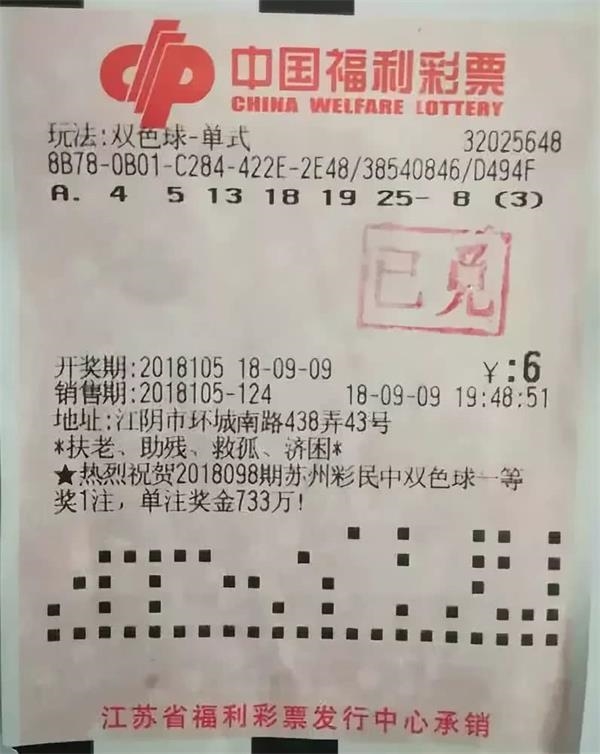 中国福利彩票
CHINA WELFARE LOTTERY
玩法:双色球-单式 32025648
8B78-0B01-C284-422E-2E48/38540846/D494F
A. 4 5 13 18 19 25- 8 (3)
已兑
开奖期:2018105 18-09-09 ¥:6
销售期:2018105-124 18-09-09 19:48:51
地址:江阴市环城南路438弄43号
*扶老、助残、救孤、济困*
★热烈祝贺2018098期苏州彩民中双色球一等
奖1注，单注奖金733万!
江苏省福利彩票发行中心承销